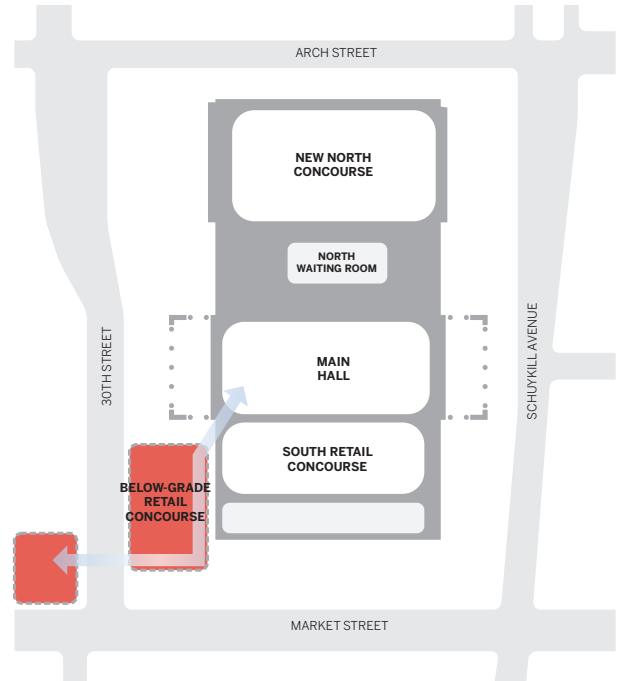 ARCH STREET
NEW NORTH
CONCOURSE
NORTH
WAITING ROOM
30TH STREET
SCHUYKILL AVENUE
MAIN
HALL
SOUTH RETAIL
CONCOURSE
BELOW-GRADE
RETAIL
CONCOURSE
MARKET STREET